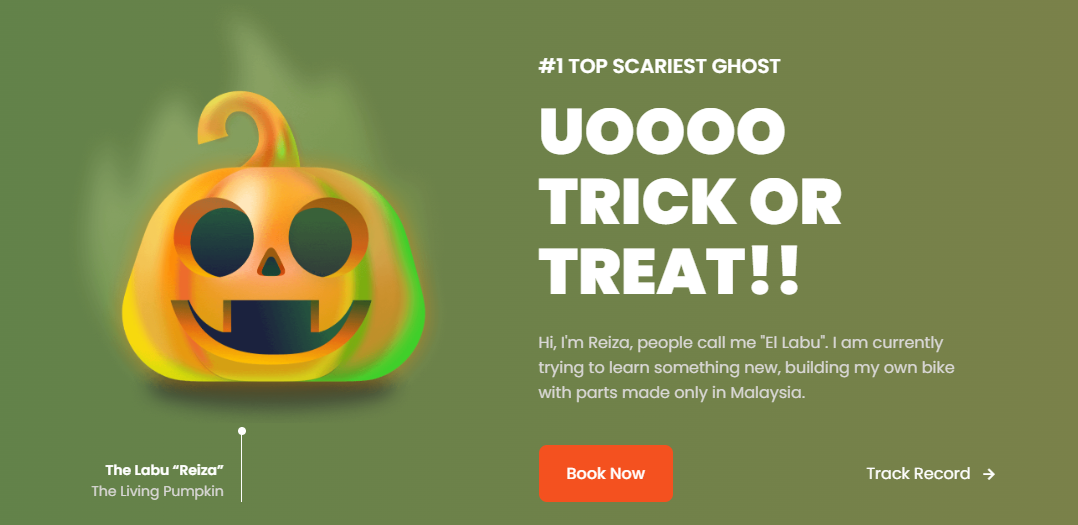 #1 TOP SCARIEST GHOST
UOOOO
TRICK OR
TREAT!!
Hi, I'm Reiza, people call me "El Labu". I am currently
trying to learn something new, building my own bike
with parts made only in Malaysia.
Book Now
Track Record →
The Labu “Reiza”
The Living Pumpkin